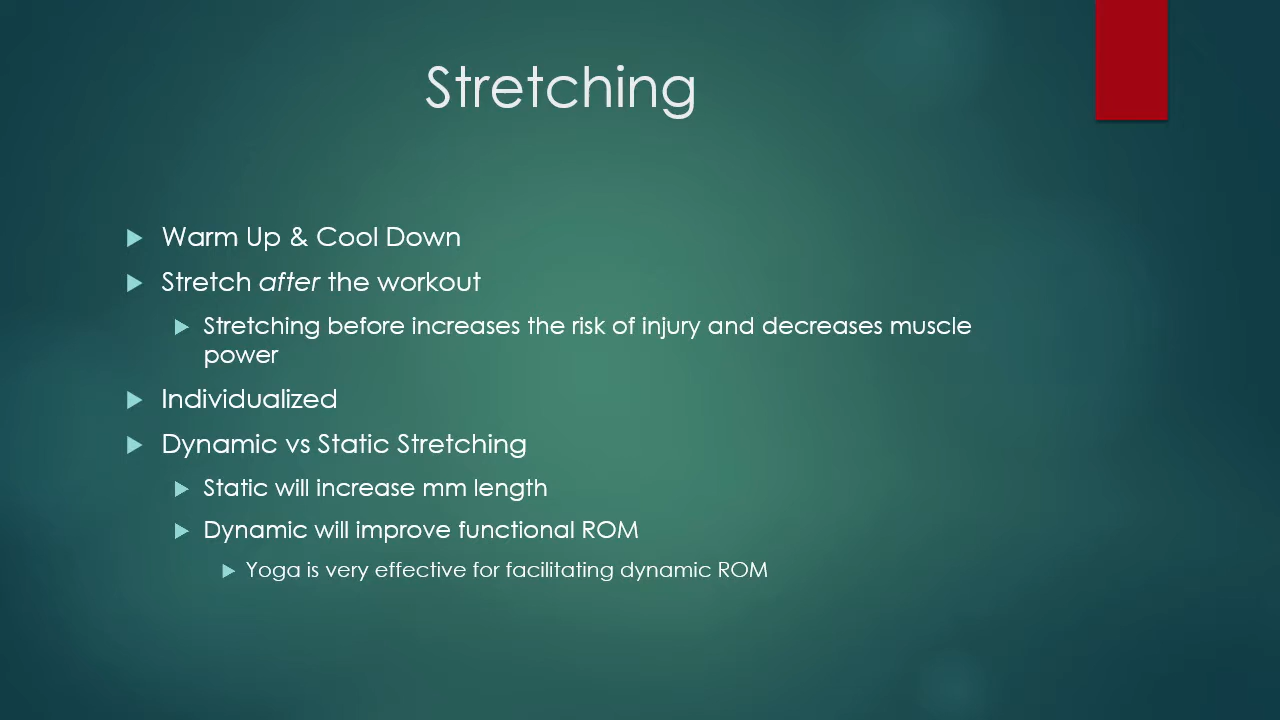 Stretching
Warm Up & Cool Down
Stretch after the workout
Stretching before increases the risk of injury and decreases muscle
power
Individualized
Dynamic vs Static Stretching
Static will increase mm length
Dynamic will improve functional ROM
Yoga is very effective for facilitating dynamic ROM